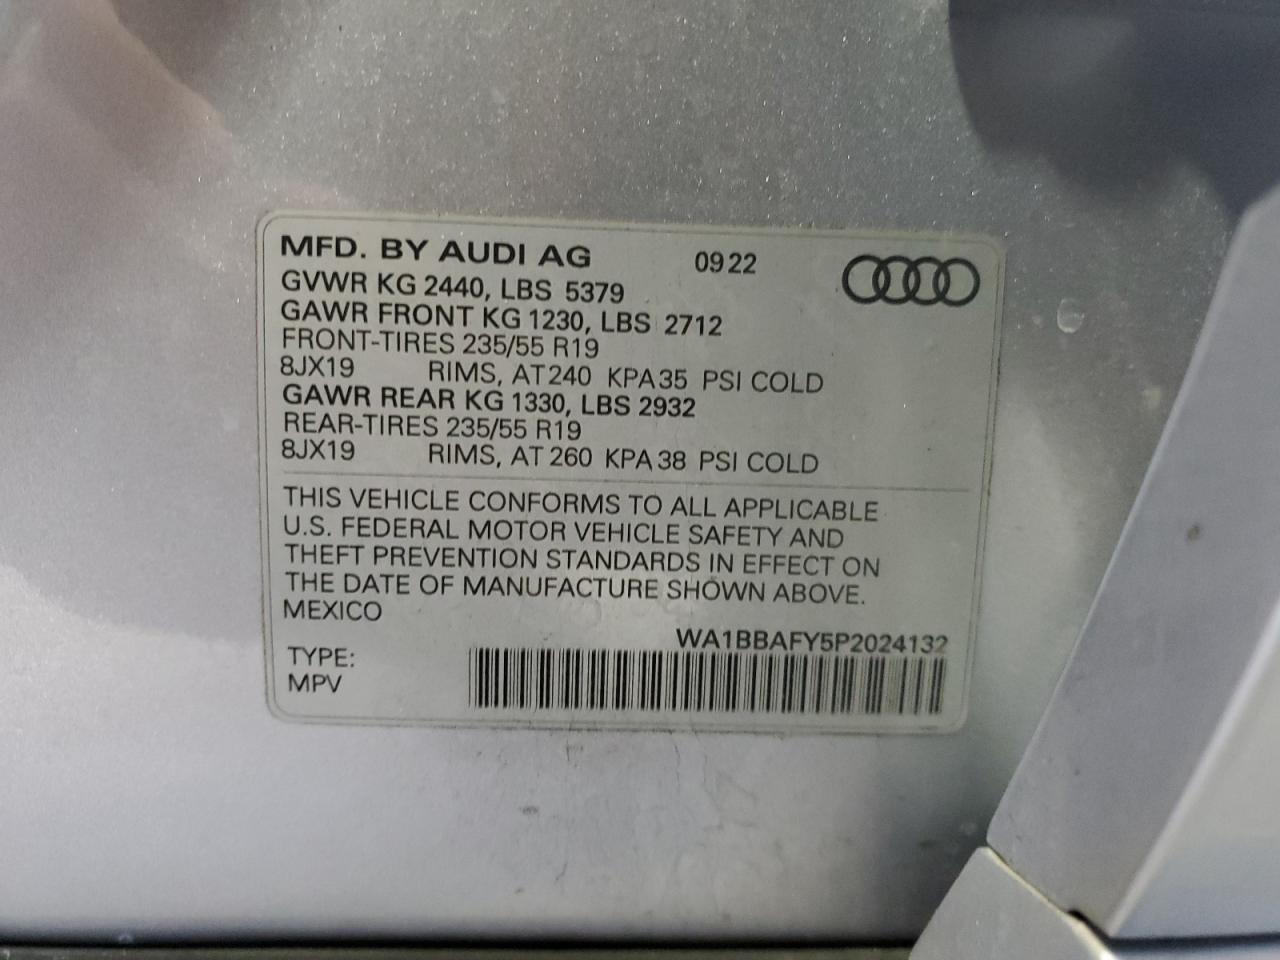 MFD. BY AUDI AG 09 22
GVWR KG 2440, LBS 5379
GAWR FRONT KG 1230, LBS 2712
FRONT-TIRES 235/55 R19
8JX19 RIMS, AT 240 KPA 35 PSI COLD
GAWR REAR KG 1330, LBS 2932
REAR-TIRES 235/55 R19
8JX19 RIMS, AT 260 KPA 38 PSI COLD
THIS VEHICLE CONFORMS TO ALL APPLICABLE
U.S. FEDERAL MOTOR VEHICLE SAFETY AND
THEFT PREVENTION STANDARDS IN EFFECT ON
THE DATE OF MANUFACTURE SHOWN ABOVE.
MEXICO
WA1BBAFY5P2024132
TYPE:
MPV